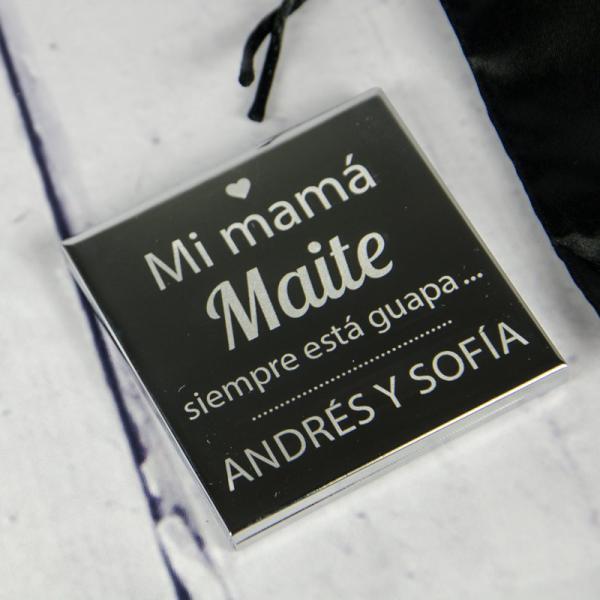 Mi mamá
Maite
siempre está guapa...
ANDRÉS Y SOFÍA